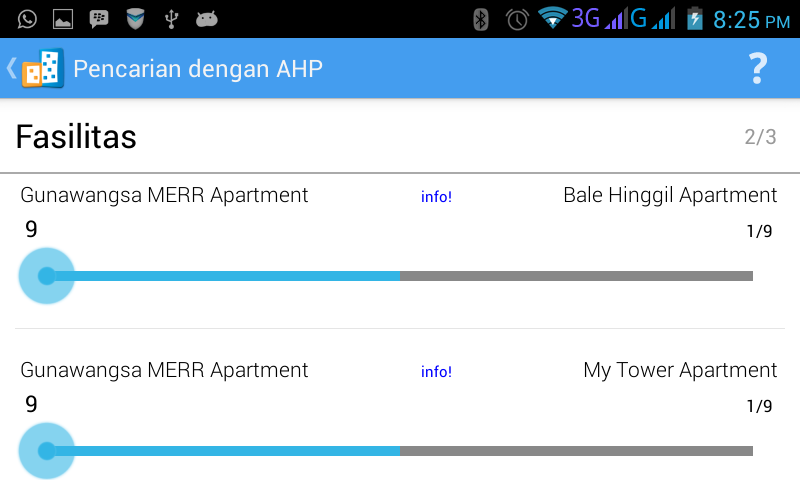 3G G 8:25 PM
Pencarian dengan AHP ?
Fasilitas 2/3
Gunawangsa MERR Apartment info! Bale Hinggil Apartment
9 1/9
Gunawangsa MERR Apartment info! My Tower Apartment
9 1/9